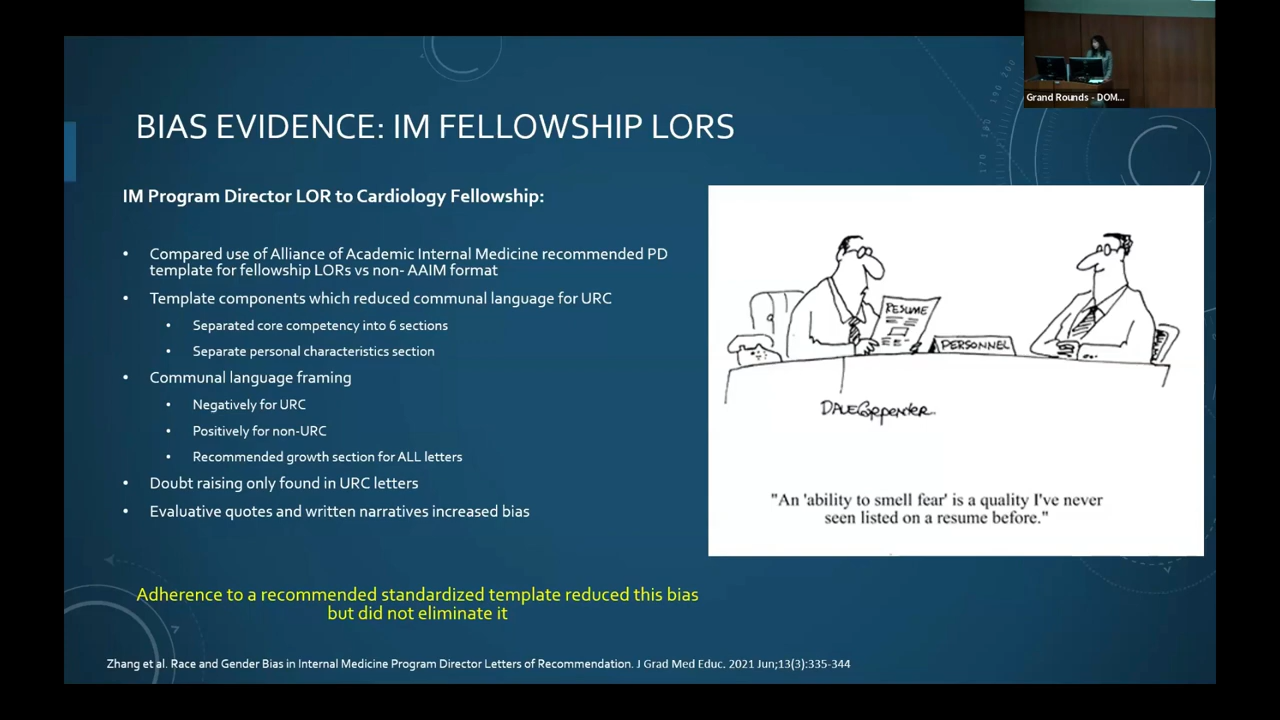 Grand Rounds - DOM...
BIAS EVIDENCE: IM FELLOWSHIP LORS
IM Program Director LOR to Cardiology Fellowship:
• Compared use of Alliance of Academic Internal Medicine recommended PD
template for fellowship LORs vs non- AAIM format
• Template components which reduced communal language for URC
• Separated core competency into 6 sections
• Separate personal characteristics section
• Communal language framing
• Negatively for URC
• Positively for non-URC
• Recommended growth section for ALL letters
• Doubt raising only found in URC letters
• Evaluative quotes and written narratives increased bias
Adherence to a recommended standardized template reduced this bias
but did not eliminate it
RESUME
PERSONNEL
DALE CARPENTER
"An 'ability to smell fear' is a quality I've never
seen listed on a resume before."
Zhang et al. Race and Gender Bias in Internal Medicine Program Director Letters of Recommendation. J Grad Med Educ. 2021 Jun;13(3):335-344
200
190
180
170